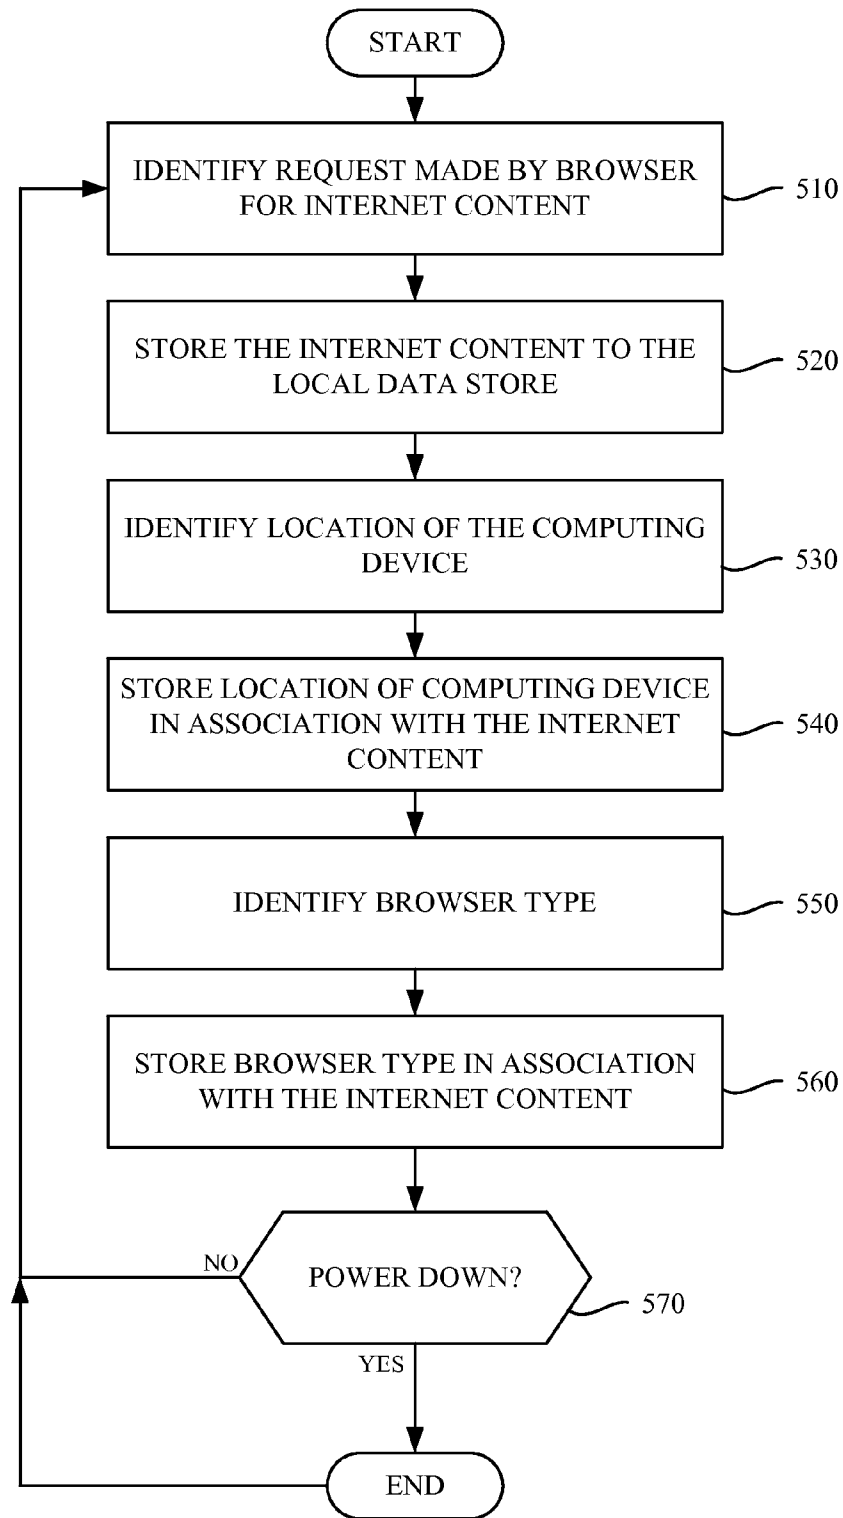 START
IDENTIFY REQUEST MADE BY BROWSER
FOR INTERNET CONTENT
510
STORE THE INTERNET CONTENT TO THE
LOCAL DATA STORE
520
IDENTIFY LOCATION OF THE COMPUTING
DEVICE
530
STORE LOCATION OF COMPUTING DEVICE
IN ASSOCIATION WITH THE INTERNET
CONTENT
540
IDENTIFY BROWSER TYPE
550
STORE BROWSER TYPE IN ASSOCIATION
WITH THE INTERNET CONTENT
560
NO
POWER DOWN?
570
YES
END